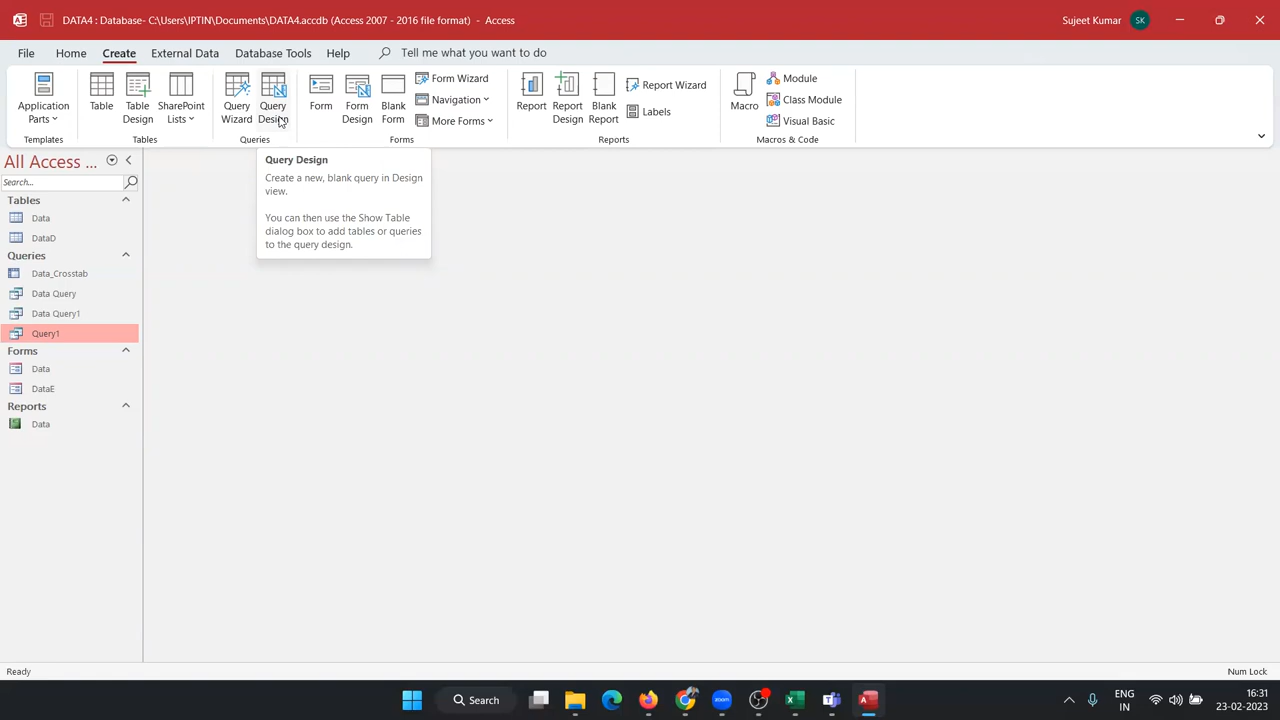 DATA4 : Database- C:\Users\IPTIN\Documents\DATA4.accdb (Access 2007 - 2016 file format) - Access
Sujeet Kumar
SK
File
Home
Create
External Data
Database Tools
Help
Tell me what you want to do
Application
Parts
Table
Table
Design
SharePoint
Lists
Query
Wizard
Query
Design
Form
Form
Design
Blank
Form
Form Wizard
Navigation
More Forms
Report
Report
Design
Blank
Report
Report Wizard
Labels
Macro
Module
Class Module
Visual Basic
Templates
Tables
Queries
Forms
Reports
Macros & Code
All Access ...
Search...
Tables
Data
DataD
Queries
Data_Crosstab
Data Query
Data Query1
Query1
Forms
Data
DataE
Reports
Data
Query Design
Create a new, blank query in Design
view.
You can then use the Show Table
dialog box to add tables or queries
to the query design.
Ready
Num Lock
Search
zoom
ENG
IN
16:31
23-02-2023